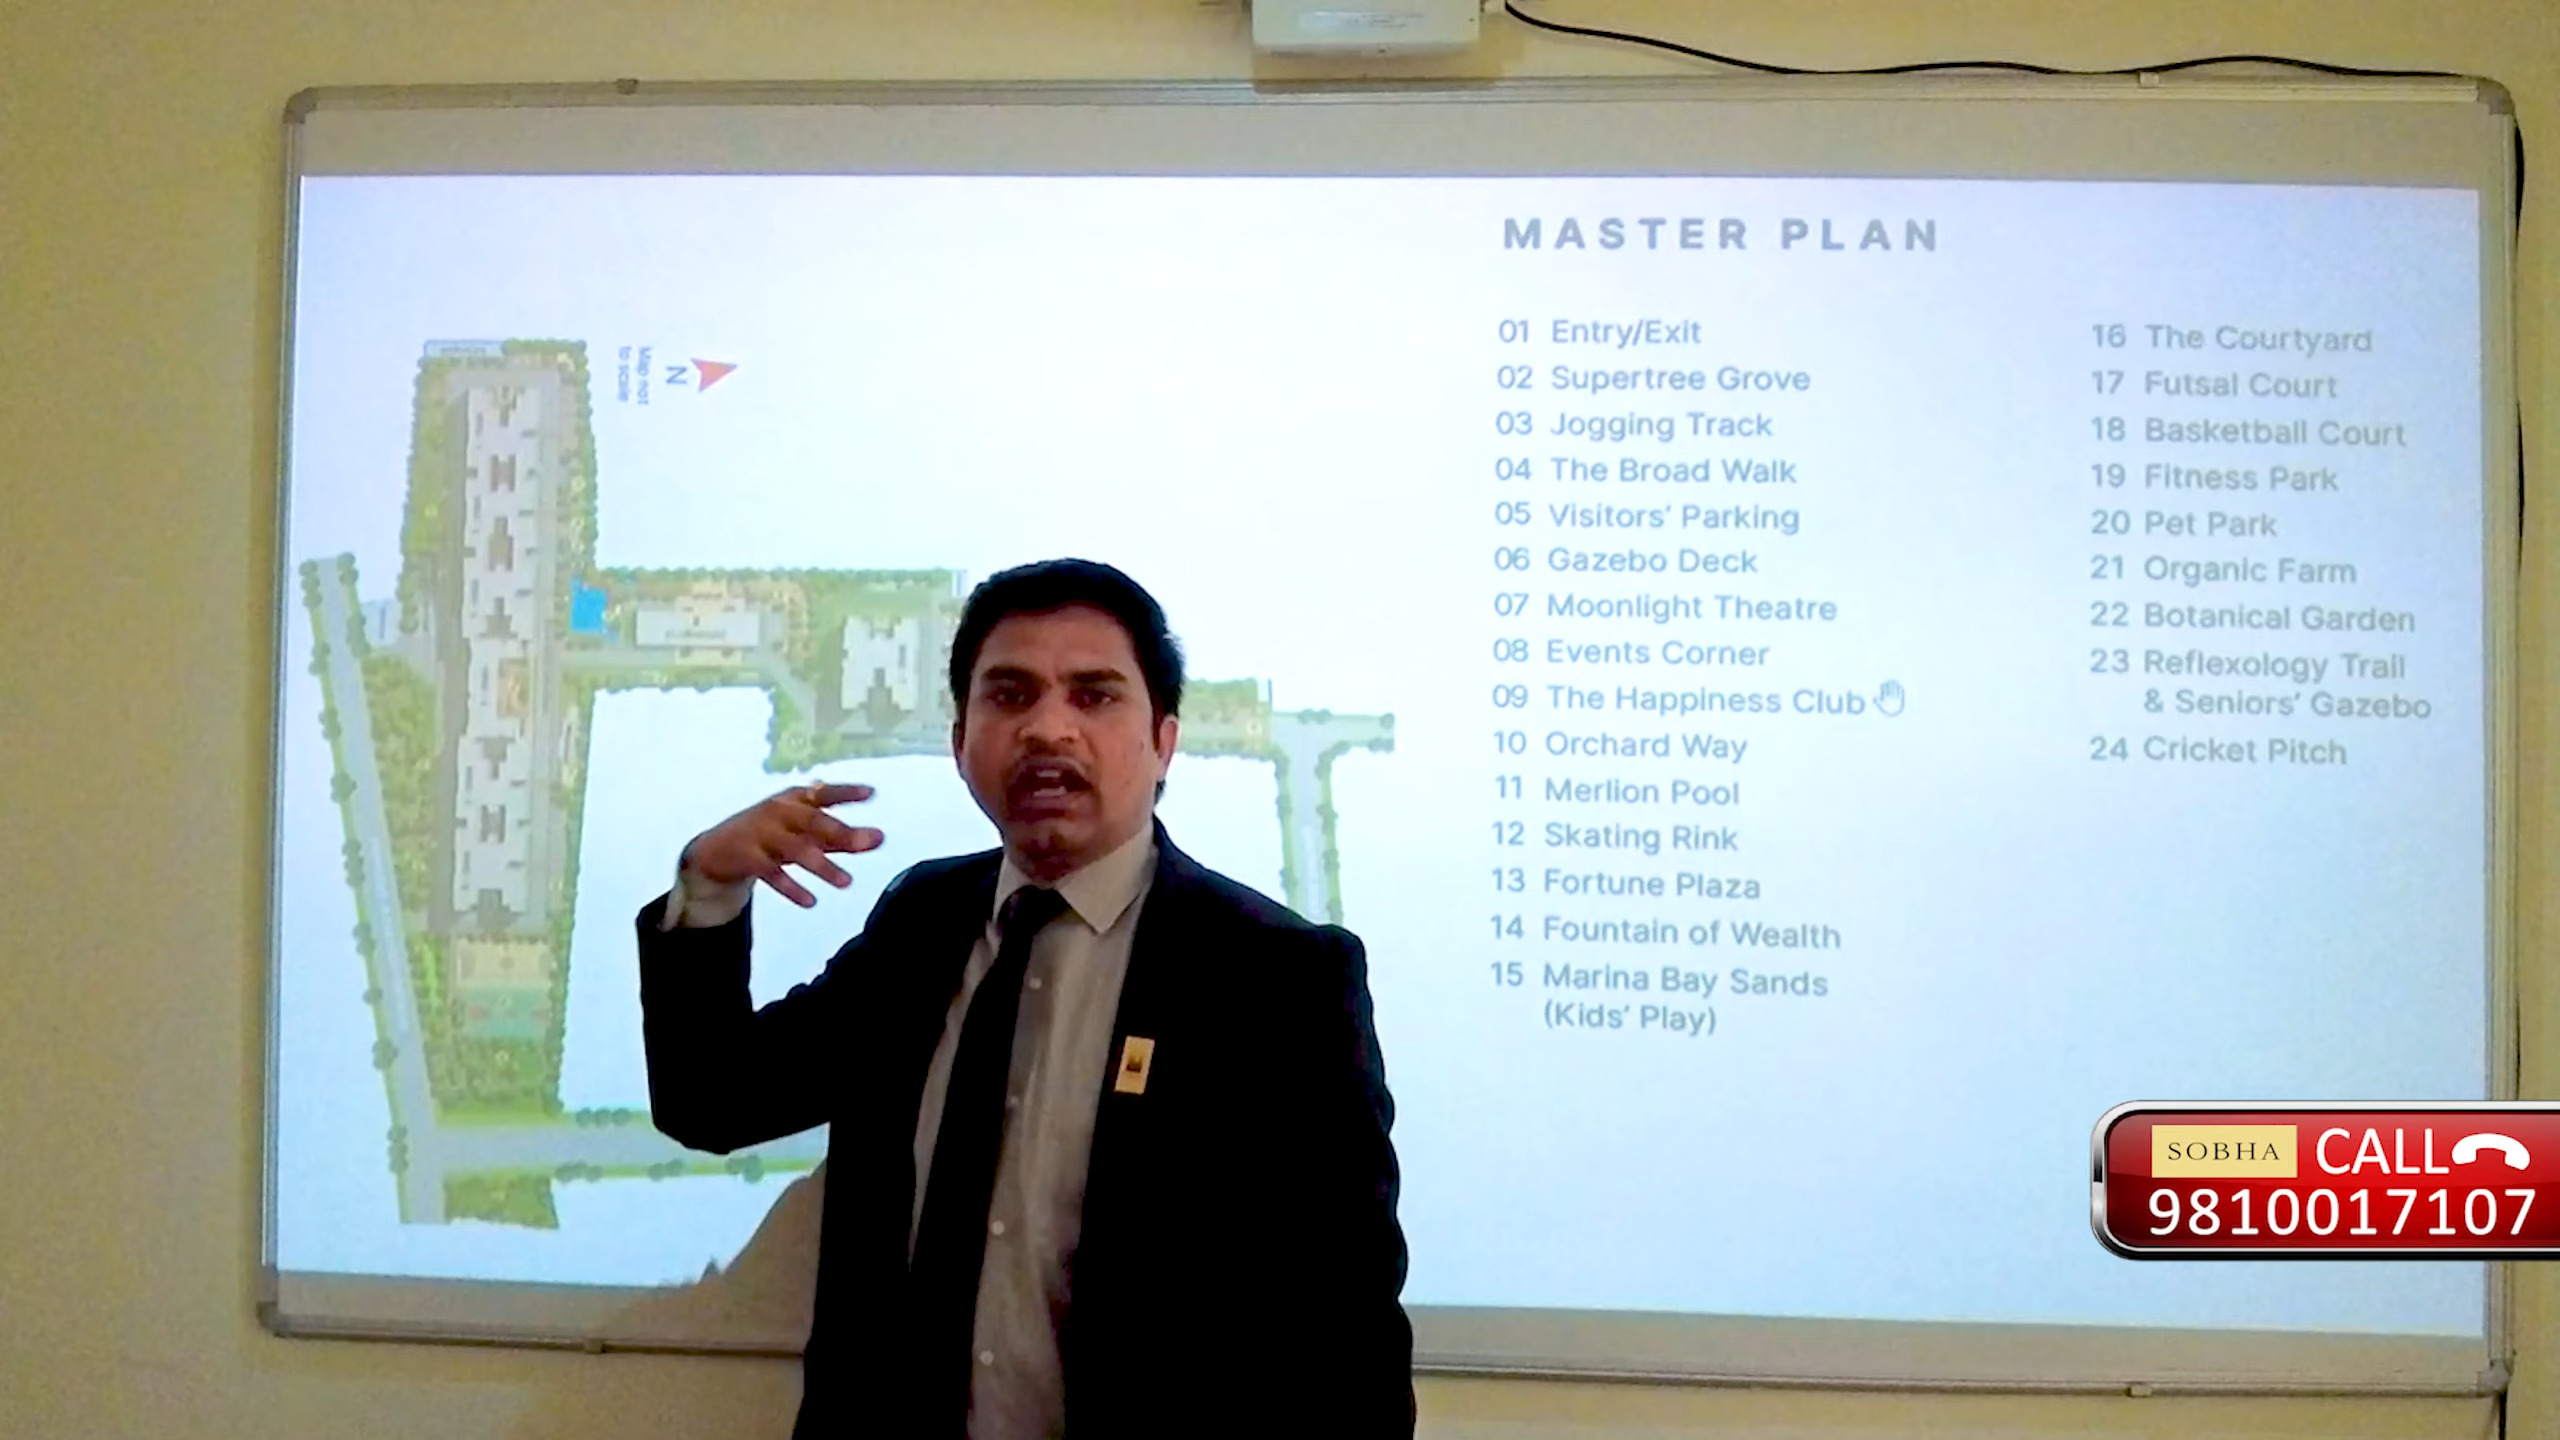 MASTER PLAN
01 Entry/Exit
02 Supertree Grove
03 Jogging Track
04 The Broad Walk
05 Visitors' Parking
06 Gazebo Deck
07 Moonlight Theatre
08 Events Corner
09 The Happiness Club
10 Orchard Way
11 Merlion Pool
12 Skating Rink
13 Fortune Plaza
14 Fountain of Wealth
15 Marina Bay Sands
(Kids' Play)
16 The Courtyard
17 Futsal Court
18 Basketball Court
19 Fitness Park
20 Pet Park
21 Organic Farm
22 Botanical Garden
23 Reflexology Trail
& Seniors' Gazebo
24 Cricket Pitch
N
Map not
to scale
SOBHA CALL
9810017107